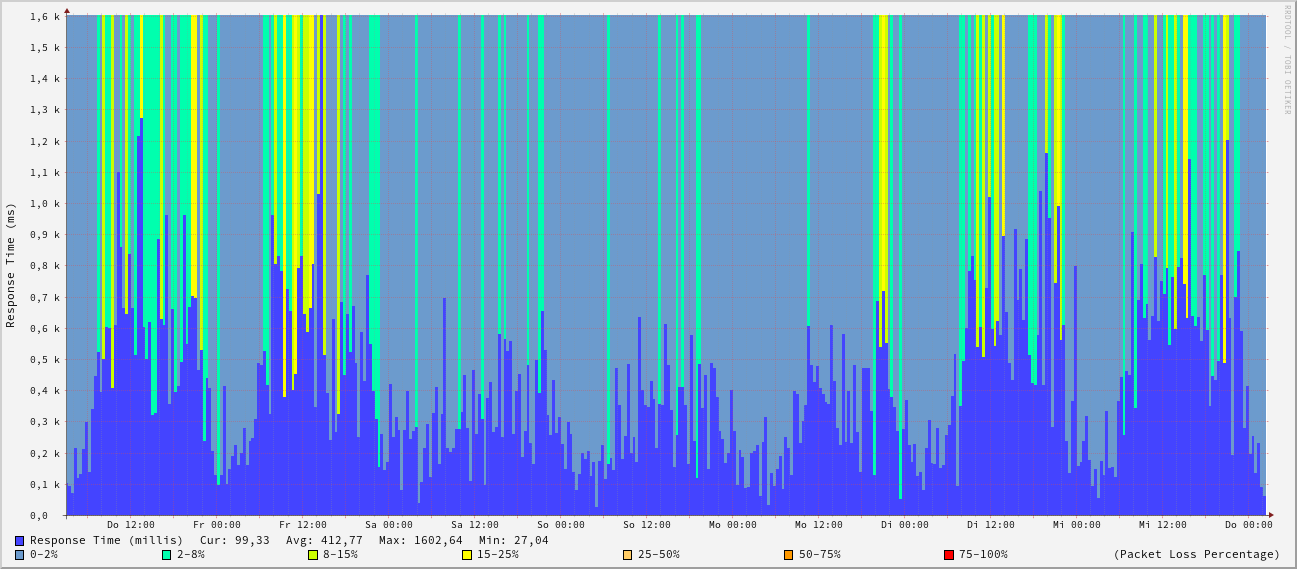 1,6 k
1,5 k
1,4 k
1,3 k
1,2 k
1,1 k
1,0 k
0,9 k
0,8 k
0,7 k
0,6 k
0,5 k
0,4 k
0,3 k
0,2 k
0,1 k
0,0
Response Time (ms)
RRDTOOL / TOBI OETIKER
Do 12:00 Fr 00:00 Fr 12:00 Sa 00:00 Sa 12:00 So 00:00 So 12:00 Mo 00:00 Mo 12:00 Di 00:00 Di 12:00 Mi 00:00 Mi 12:00 Do 00:00
Response Time (millis) Cur: 99,33 Avg: 412,77 Max: 1602,64 Min: 27,04
0-2% 2-8% 8-15% 15-25% 25-50% 50-75% 75-100% (Packet Loss Percentage)